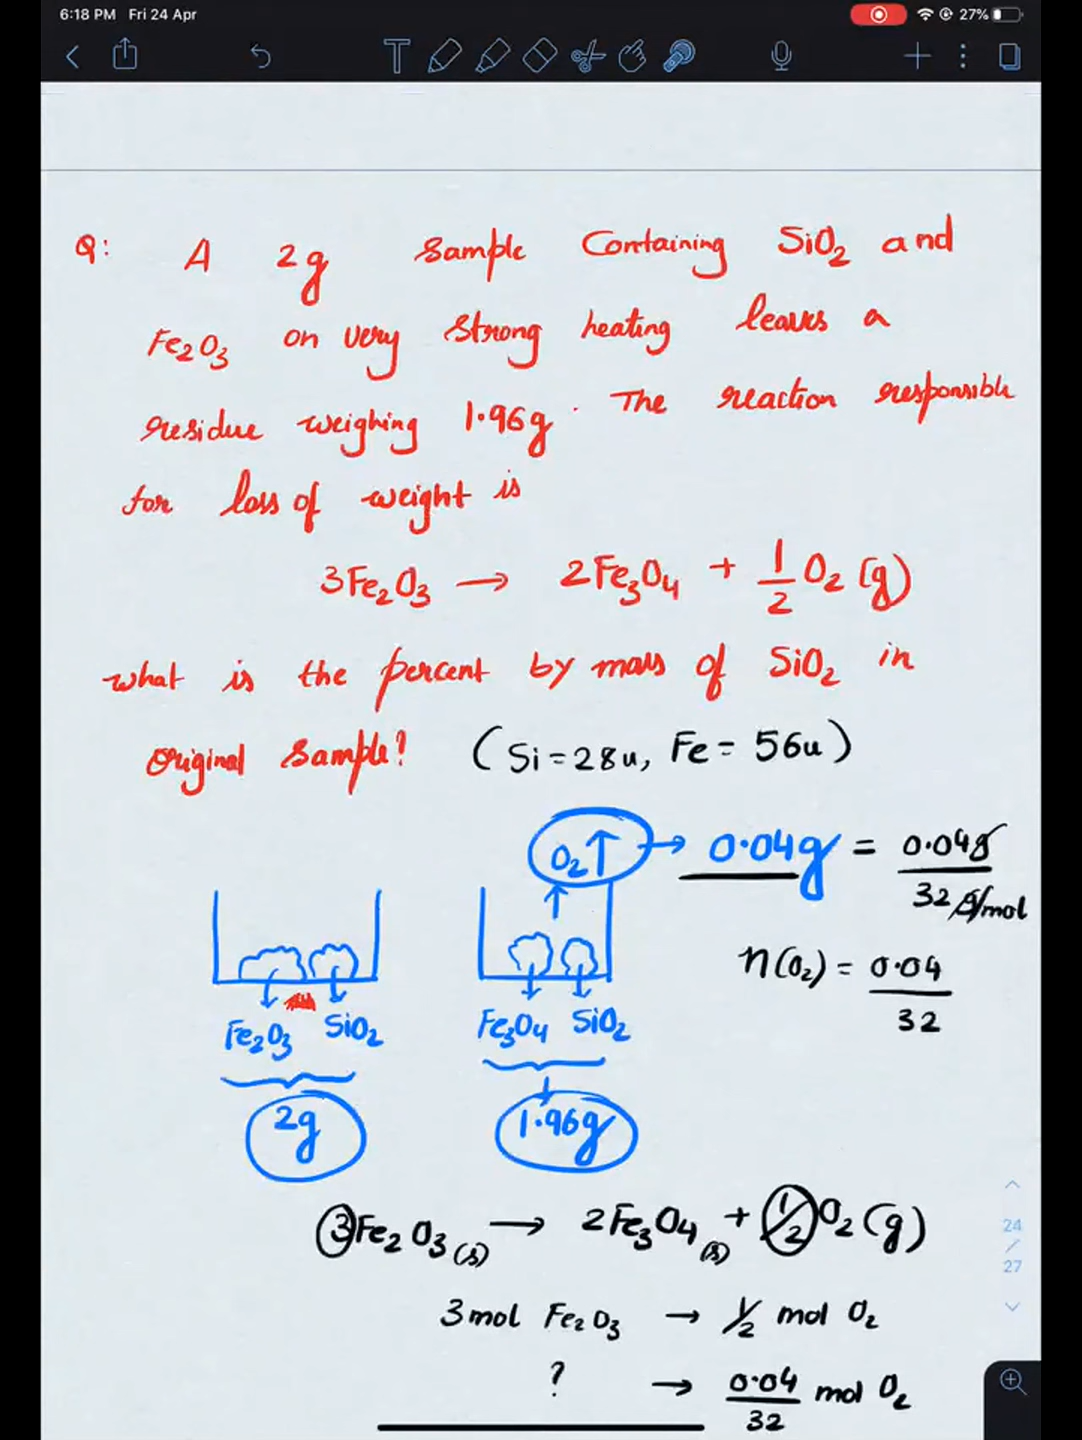 6:18 PM Fri 24 Apr
27%
Q: A 2g Sample Containing SiO₂ and
Fe₂O₃ on very strong heating leaves a
residue weighing 1.96g. The reaction responsible
for loss of weight is
3Fe₂O₃ → 2Fe₃O₄ + 1/2 O₂ (g)
what is the percent by mass of SiO₂ in
Original Sample? (Si = 28u, Fe = 56u)
O₂↑ → 0.04g = 0.04g / 32 g/mol
n(O₂) = 0.04 / 32
Fe₂O₃ SiO₂
Fe₃O₄ SiO₂
2g
1.96g
3Fe₂O₃(s) → 2Fe₃O₄(s) + 1/2 O₂ (g)
3 mol Fe₂O₃ → 1/2 mol O₂
? → 0.04/32 mol O₂
24
/
27